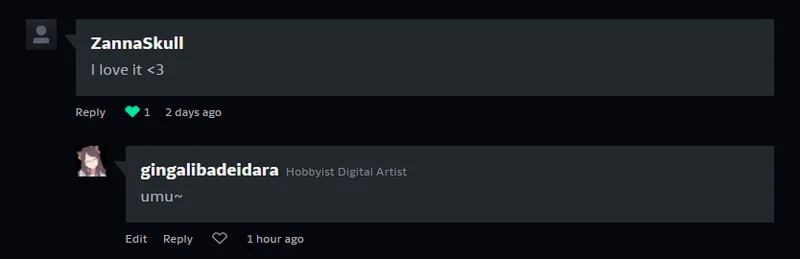 ZannaSkull
I love it <3
Reply 1 2 days ago
gingalibadeidara Hobbyist Digital Artist
umu~
Edit Reply 1 hour ago